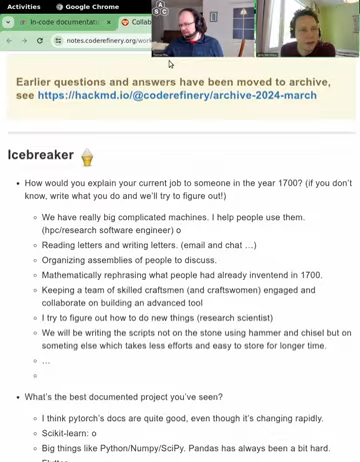 Activities
Google Chrome
In-code documentat
Collab
notes.coderefinery.org/wor
Earlier questions and answers have been moved to archive,
see https://hackmd.io/@coderefinery/archive-2024-march
Icebreaker
How would you explain your current job to someone in the year 1700? (if you don't
know, write what you do and we'll try to figure out!)
We have really big complicated machines. I help people use them.
(hpc/research software engineer) o
Reading letters and writing letters. (email and chat …)
Organizing assemblies of people to discuss.
Mathematically rephrasing what people had already inventend in 1700.
Keeping a team of skilled craftsmen (and craftswomen) engaged and
collaborate on building an advanced tool
I try to figure out how to do new things (research scientist)
We will be writing the scripts not on the stone using hammer and chisel but on
someting else which takes less efforts and easy to store for longer time.
…
What's the best documented project you've seen?
I think pytorch's docs are quite good, even though it's changing rapidly.
Scikit-learn: o
Big things like Python/Numpy/SciPy. Pandas has always been a bit hard.